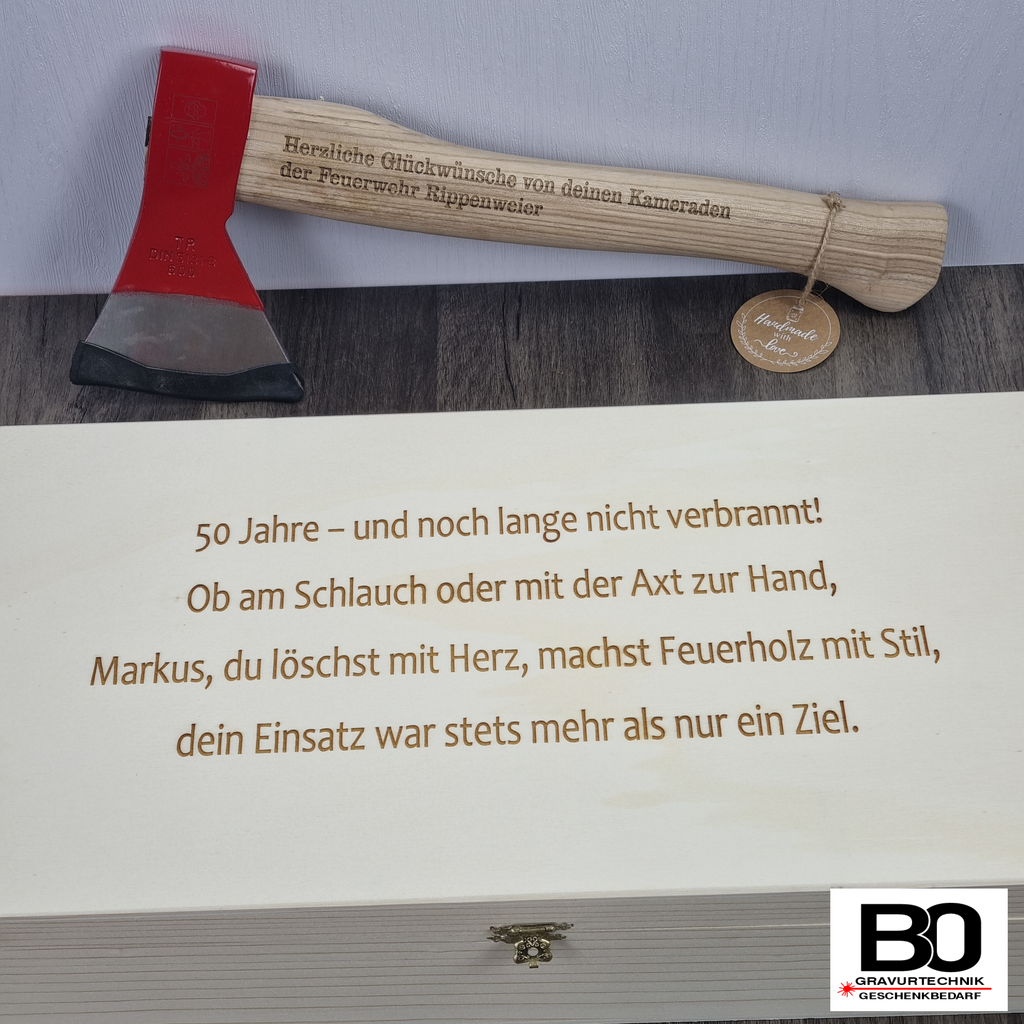 Herzliche Glückwünsche von deinen Kameraden
der Feuerwehr Rippenweier
Handmade
with
love
50 Jahre – und noch lange nicht verbrannt!
Ob am Schlauch oder mit der Axt zur Hand,
Markus, du löschst mit Herz, machst Feuerholz mit Stil,
dein Einsatz war stets mehr als nur ein Ziel.
BO
GRAVURTECHNIK
GESCHENKBEDARF